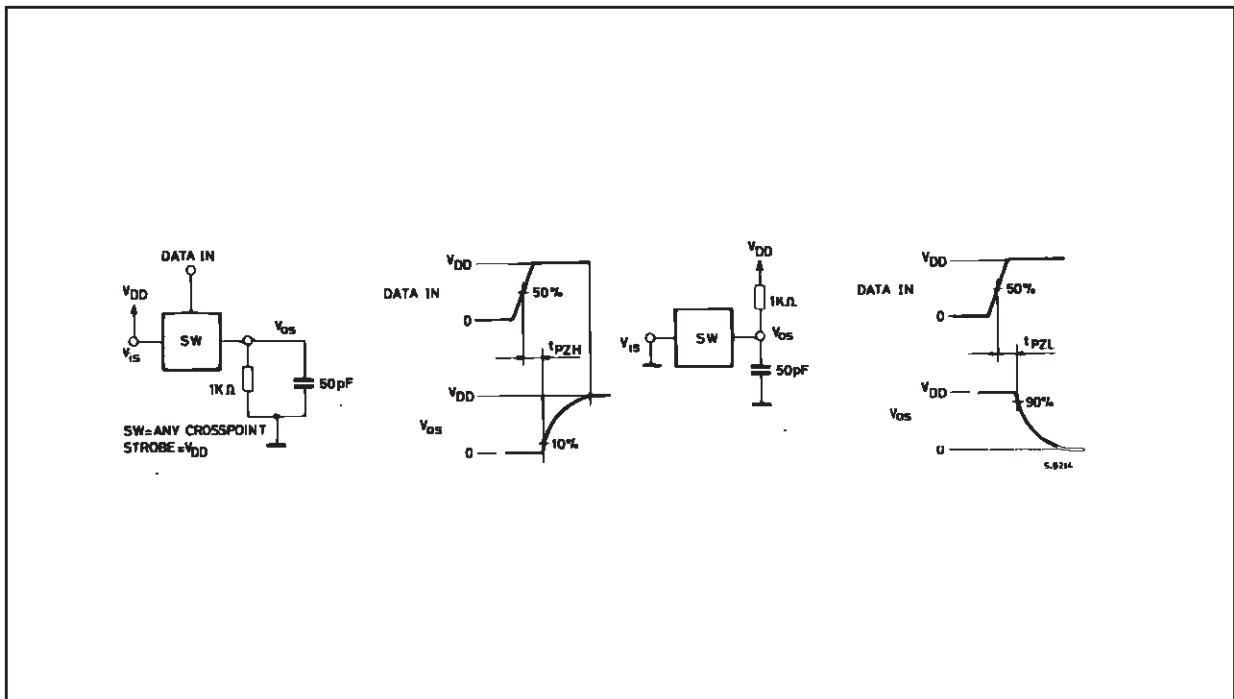 DATA IN
VDD
VIS
SW
VOS
1KΩ
50pF
SW=ANY CROSSPOINT
STROBE=VDD
DATA IN
VDD
50%
0
tPZH
VDD
VOS
10%
0
VDD
1KΩ
VIS
SW
VOS
50pF
DATA IN
VDD
50%
0
tPZL
VDD
VOS
90%
0